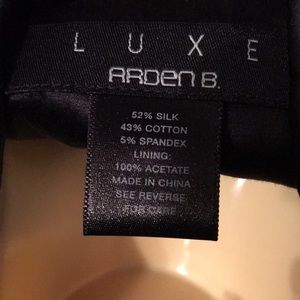 LUXE
ARDEN B.
52% SILK
43% COTTON
5% SPANDEX
LINING:
100% ACETATE
MADE IN CHINA
SEE REVERSE
FOR CARE